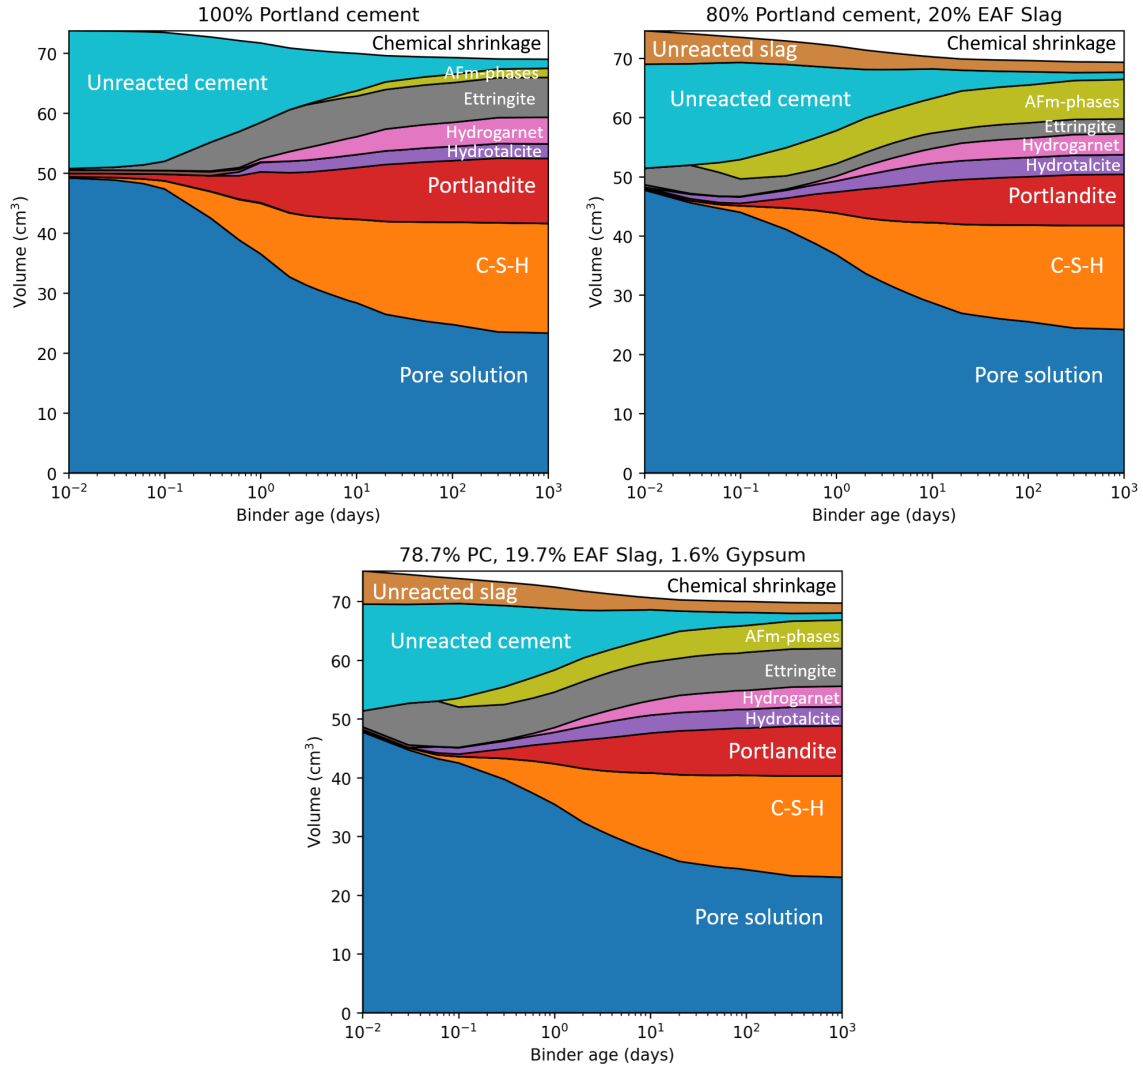 100% Portland cement
Chemical shrinkage
Unreacted cement
AFm-phases
Ettringite
Hydrogarnet
Hydrotalcite
Portlandite
C-S-H
Pore solution
Volume (cm³)
70
60
50
40
30
20
10
0
10⁻² 10⁻¹ 10⁰ 10¹ 10² 10³
Binder age (days)
80% Portland cement, 20% EAF Slag
Chemical shrinkage
Unreacted slag
Unreacted cement
AFm-phases
Ettringite
Hydrogarnet
Hydrotalcite
Portlandite
C-S-H
Pore solution
Volume (cm³)
70
60
50
40
30
20
10
0
10⁻² 10⁻¹ 10⁰ 10¹ 10² 10³
Binder age (days)
78.7% PC, 19.7% EAF Slag, 1.6% Gypsum
Chemical shrinkage
Unreacted slag
Unreacted cement
AFm-phases
Ettringite
Hydrogarnet
Hydrotalcite
Portlandite
C-S-H
Pore solution
Volume (cm³)
70
60
50
40
30
20
10
0
10⁻² 10⁻¹ 10⁰ 10¹ 10² 10³
Binder age (days)